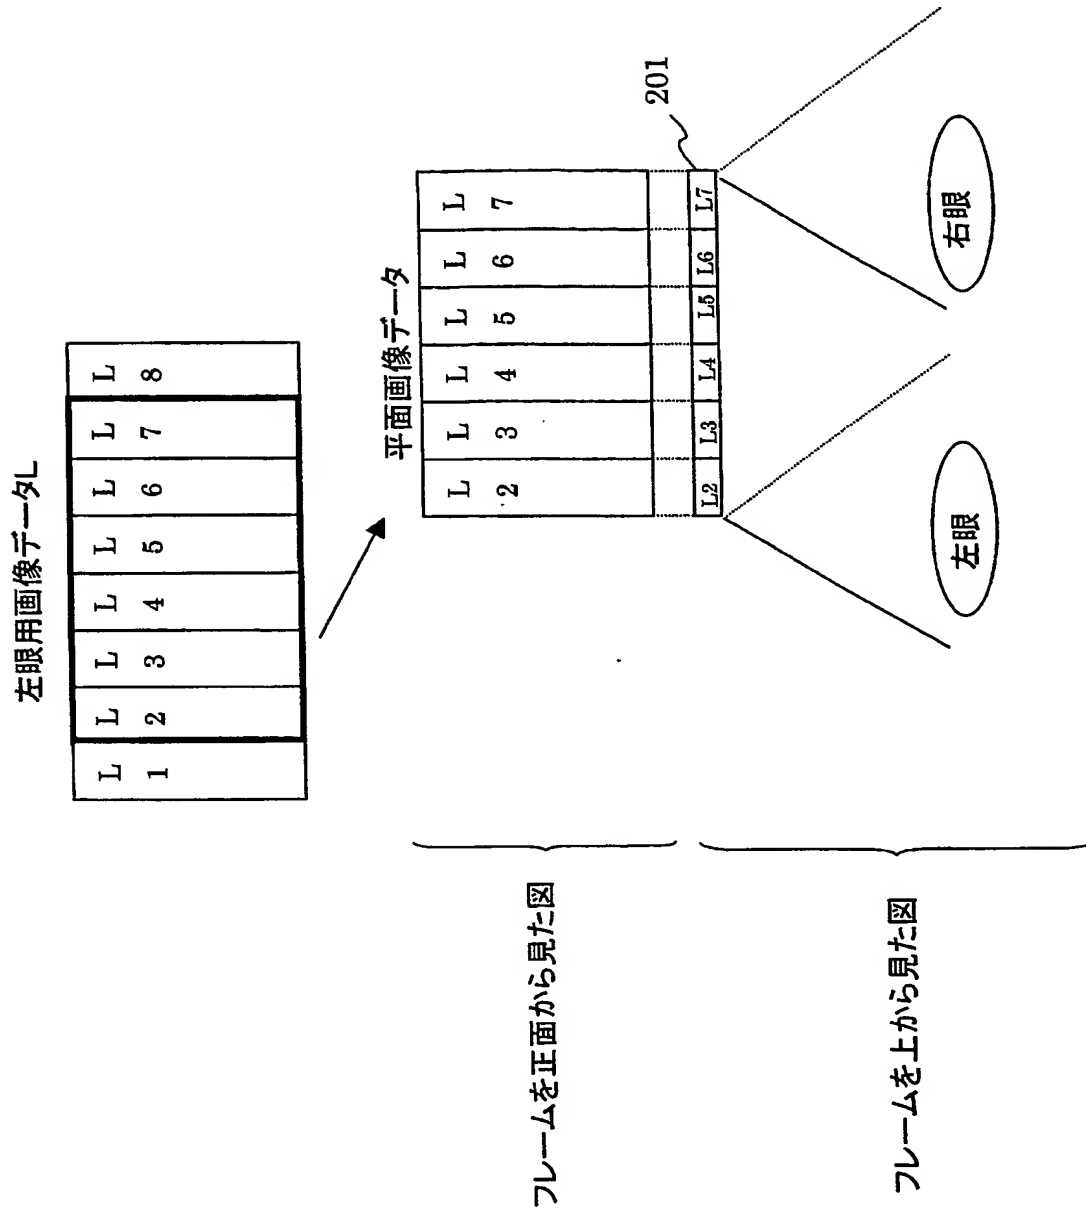 左眼用画像データL
L L L L L L L L
1 2 3 4 5 6 7 8
平面画像データ
L L L L L L
2 3 4 5 6 7
フレームを正面から見た図
201
L2 L3 L4 L5 L6 L7
フレームを上から見た図
左眼 右眼